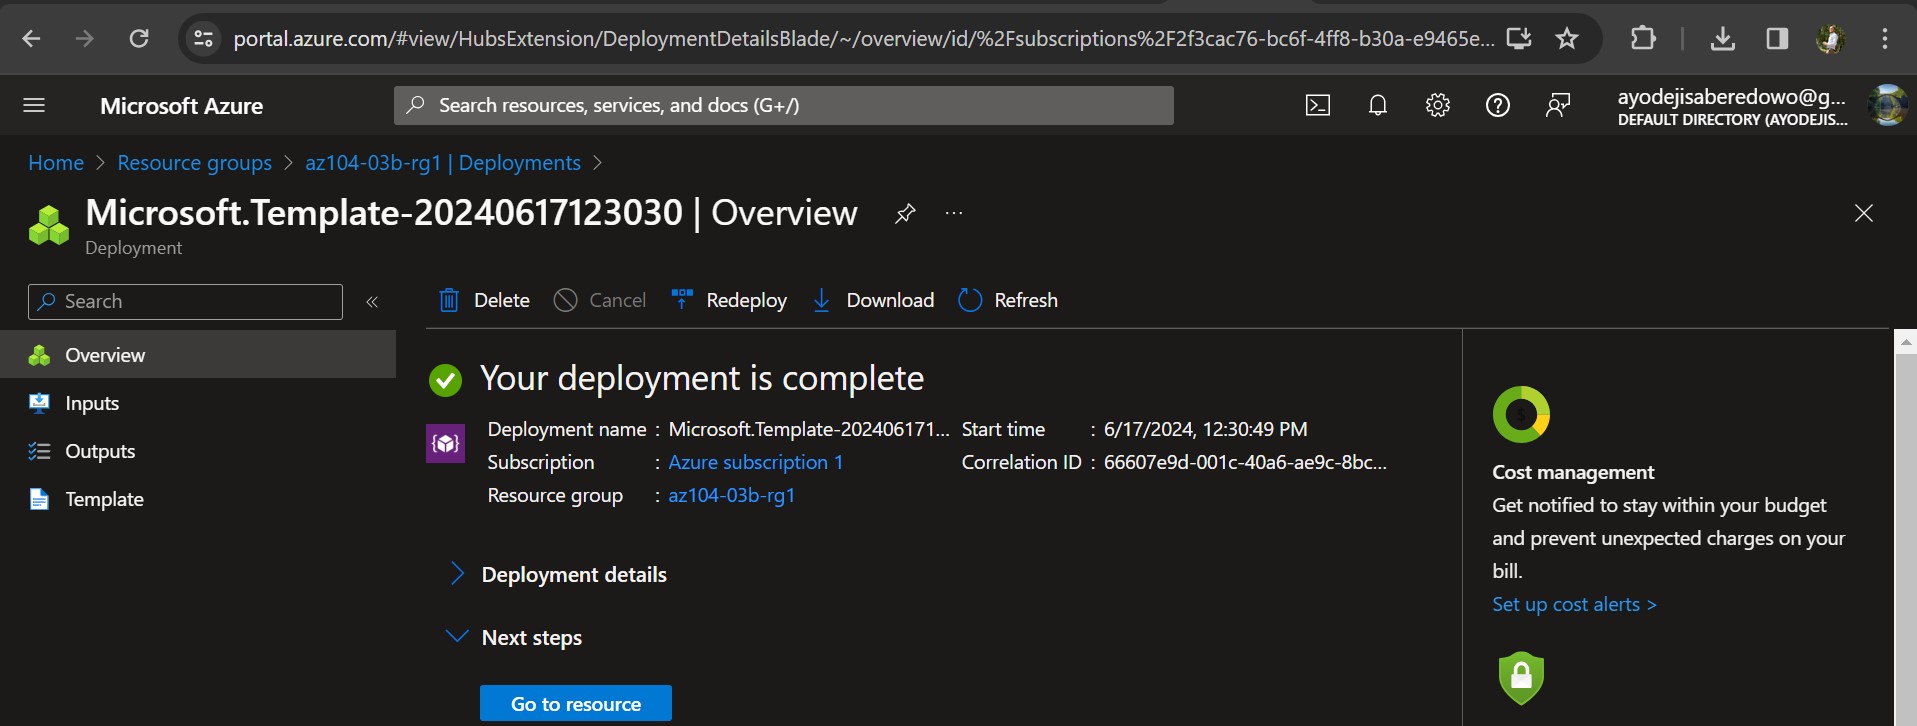 portal.azure.com/#view/HubsExtension/DeploymentDetailsBlade/~/overview/id/%2Fsubscriptions%2F2f3cac76-bc6f-4ff8-b30a-e9465e...
Microsoft Azure
Search resources, services, and docs (G+/)
ayodejisaberedowo@g...
DEFAULT DIRECTORY (AYODEJIS...
Home > Resource groups > az104-03b-rg1 | Deployments >
Microsoft.Template-20240617123030 | Overview
Deployment
Search
Overview
Inputs
Outputs
Template
Delete Cancel Redeploy Download Refresh
Your deployment is complete
Deployment name : Microsoft.Template-202406171... Start time : 6/17/2024, 12:30:49 PM
Subscription : Azure subscription 1 Correlation ID : 66607e9d-001c-40a6-ae9c-8bc...
Resource group : az104-03b-rg1
Deployment details
Next steps
Go to resource
Cost management
Get notified to stay within your budget
and prevent unexpected charges on your
bill.
Set up cost alerts >